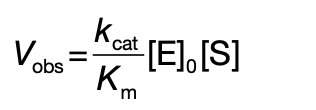 V_obs = k_cat / K_m [E]_0 [S]